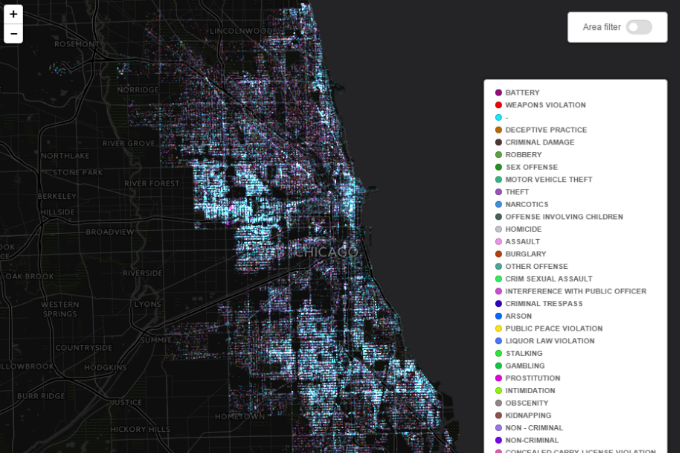 +
−
Area filter
LINCOLNWOOD
ROSEMONT
NORRIDGE
RIVER GROVE
NORTHLAKE
STONE PARK
RIVER FOREST
BERKELEY
HILLSIDE
BROADVIEW
CHICAGO
OAK BROOK
RIVERSIDE
WESTERN
SPRINGS
LYONS
SUMMIT
COUNTRYSIDE
HODGKINS
LLOWBROOK
BURR RIDGE
JUSTICE
HOMETOWN
HICKORY HILLS
BATTERY
WEAPONS VIOLATION
-
DECEPTIVE PRACTICE
CRIMINAL DAMAGE
ROBBERY
SEX OFFENSE
MOTOR VEHICLE THEFT
THEFT
NARCOTICS
OFFENSE INVOLVING CHILDREN
HOMICIDE
ASSAULT
BURGLARY
OTHER OFFENSE
CRIM SEXUAL ASSAULT
INTERFERENCE WITH PUBLIC OFFICER
CRIMINAL TRESPASS
ARSON
PUBLIC PEACE VIOLATION
LIQUOR LAW VIOLATION
STALKING
GAMBLING
PROSTITUTION
INTIMIDATION
OBSCENITY
KIDNAPPING
NON - CRIMINAL
NON-CRIMINAL
CONCEALED CARRY LICENSE VIOLATION